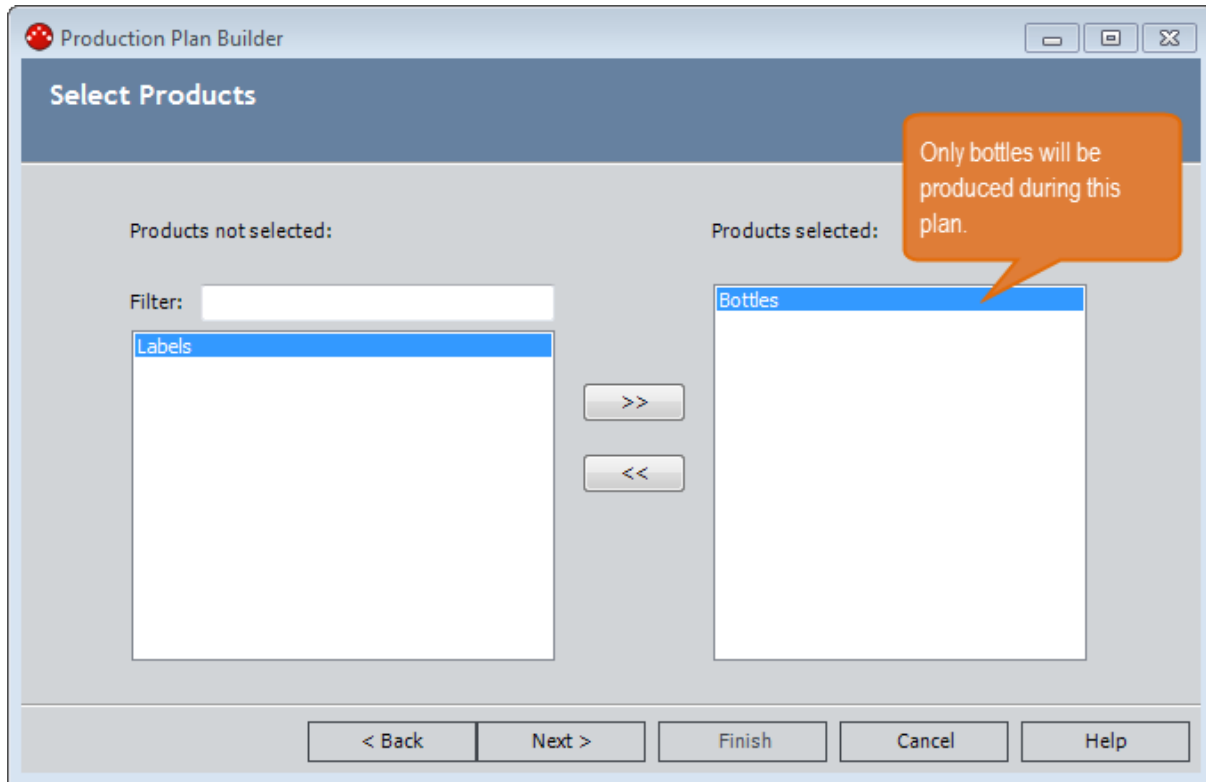 Production Plan Builder
Select Products
Only bottles will be
produced during this
plan.
Products not selected:
Products selected:
Filter:
Bottles
Labels
>>
<<
< Back
Next >
Finish
Cancel
Help